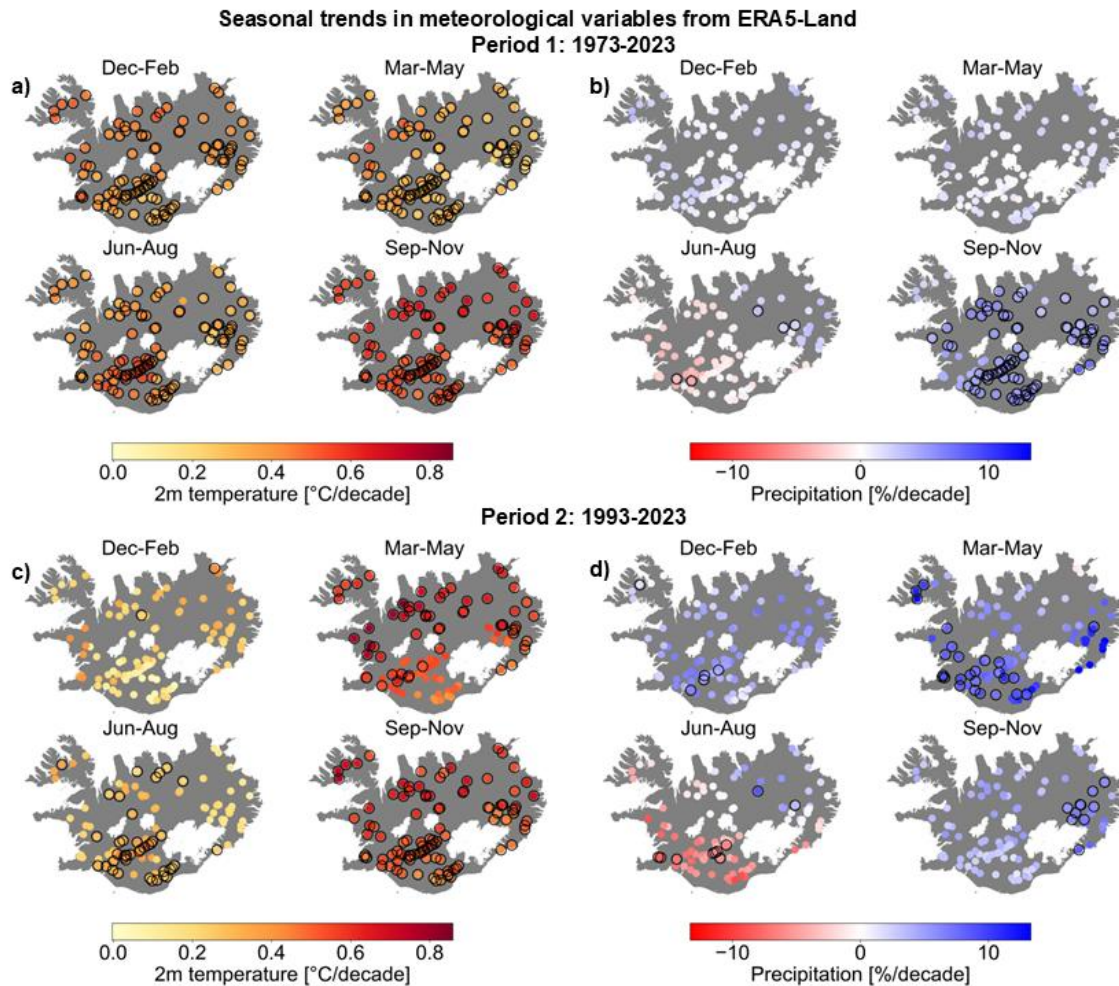 Seasonal trends in meteorological variables from ERA5-Land
Period 1: 1973-2023
a)
Dec-Feb
Mar-May
b)
Dec-Feb
Mar-May
Jun-Aug
Sep-Nov
Jun-Aug
Sep-Nov
0.0 0.2 0.4 0.6 0.8
2m temperature [°C/decade]
−10 0 10
Precipitation [%/decade]
Period 2: 1993-2023
c)
Dec-Feb
Mar-May
d)
Dec-Feb
Mar-May
Jun-Aug
Sep-Nov
Jun-Aug
Sep-Nov
0.0 0.2 0.4 0.6 0.8
2m temperature [°C/decade]
−10 0 10
Precipitation [%/decade]